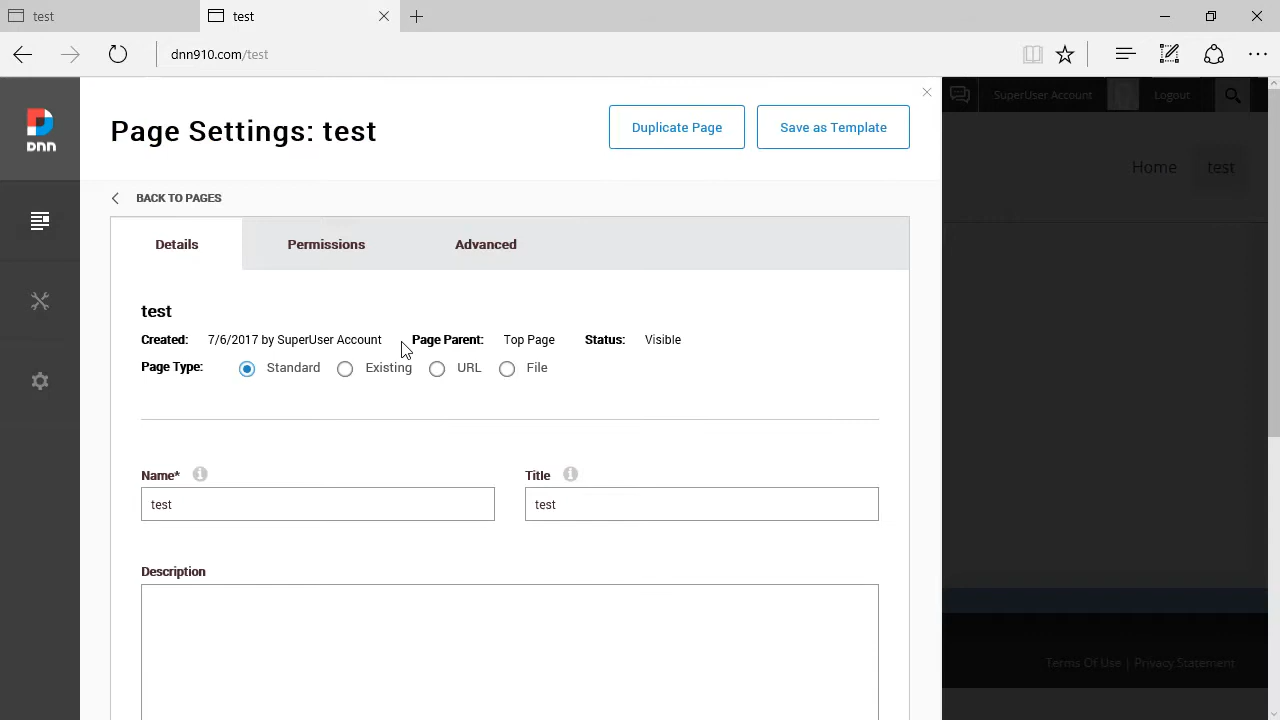 test
test
dnn910.com/test
DNN
Page Settings: test
Duplicate Page
Save as Template
SuperUser Account
Logout
Home
test
BACK TO PAGES
Details
Permissions
Advanced
test
Created: 7/6/2017 by SuperUser Account Page Parent: Top Page Status: Visible
Page Type: Standard Existing URL File
Name* Title
test test
Description
Terms Of Use | Privacy Statement